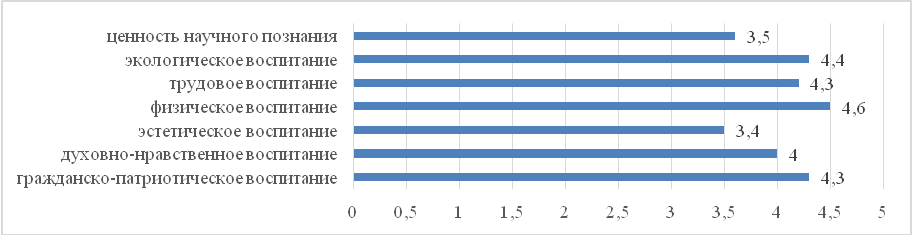 ценность научного познания 3,5
экологическое воспитание 4,4
трудовое воспитание 4,3
физическое воспитание 4,6
эстетическое воспитание 3,4
духовно-нравственное воспитание 4
гражданско-патриотическое воспитание 4,3
0 0,5 1 1,5 2 2,5 3 3,5 4 4,5 5